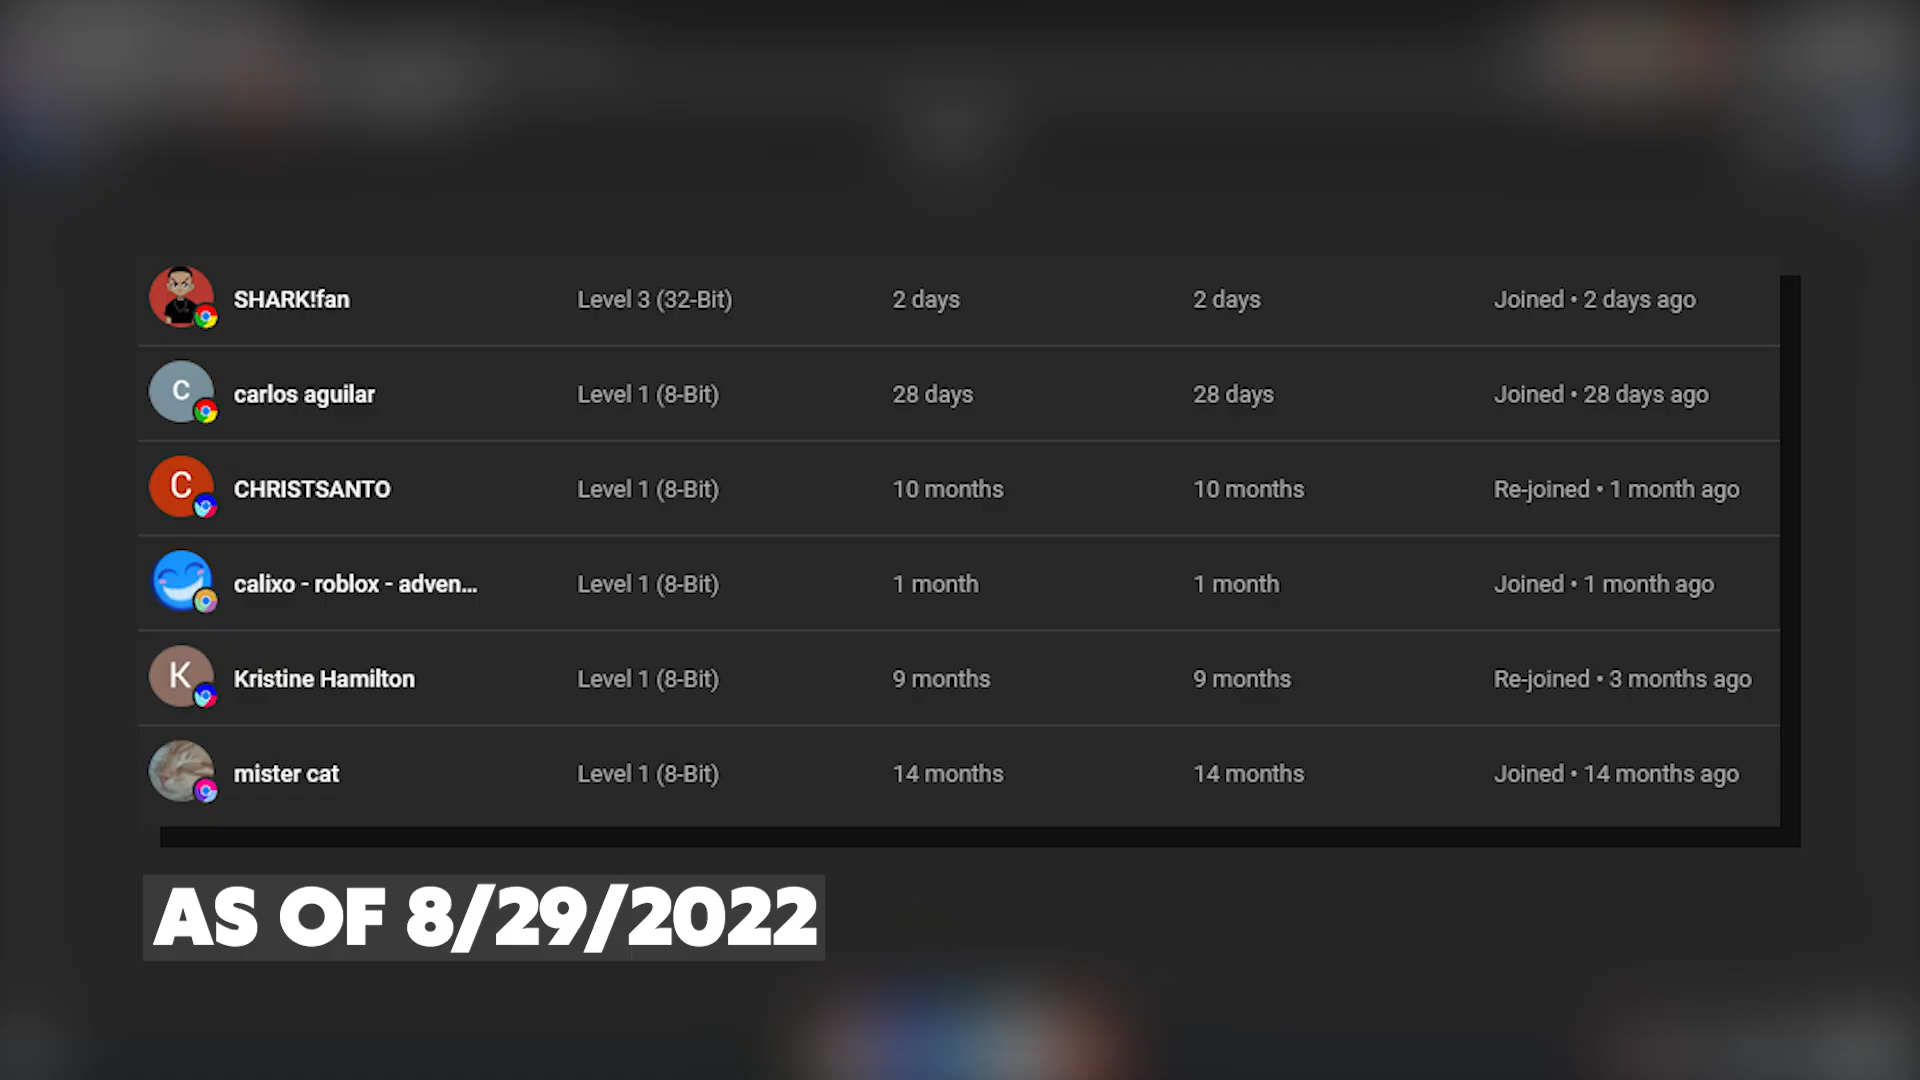 SHARK!fan Level 3 (32-Bit) 2 days 2 days Joined • 2 days ago
C carlos aguilar Level 1 (8-Bit) 28 days 28 days Joined • 28 days ago
C CHRISTSANTO Level 1 (8-Bit) 10 months 10 months Re-joined • 1 month ago
calixo - roblox - adven... Level 1 (8-Bit) 1 month 1 month Joined • 1 month ago
K Kristine Hamilton Level 1 (8-Bit) 9 months 9 months Re-joined • 3 months ago
mister cat Level 1 (8-Bit) 14 months 14 months Joined • 14 months ago
AS OF 8/29/2022